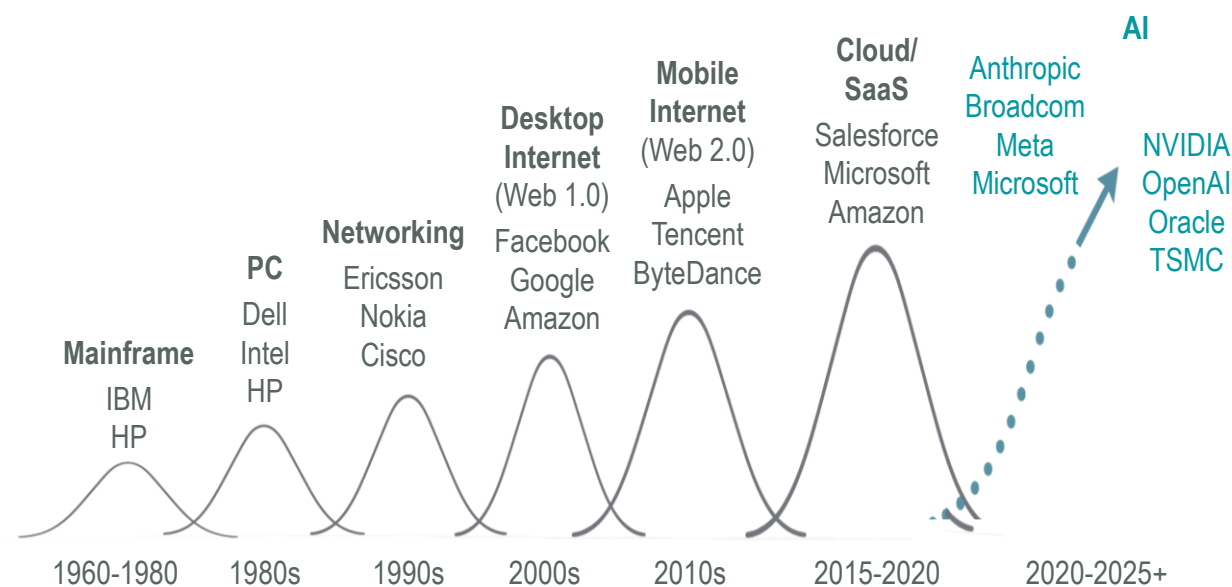 Mainframe
IBM
HP
PC
Dell
Intel
HP
Networking
Ericsson
Nokia
Cisco
Desktop
Internet
(Web 1.0)
Facebook
Google
Amazon
Mobile
Internet
(Web 2.0)
Apple
Tencent
ByteDance
Cloud/
SaaS
Salesforce
Microsoft
Amazon
AI
Anthropic
Broadcom
Meta
Microsoft
NVIDIA
OpenAI
Oracle
TSMC
1960-1980
1980s
1990s
2000s
2010s
2015-2020
2020-2025+